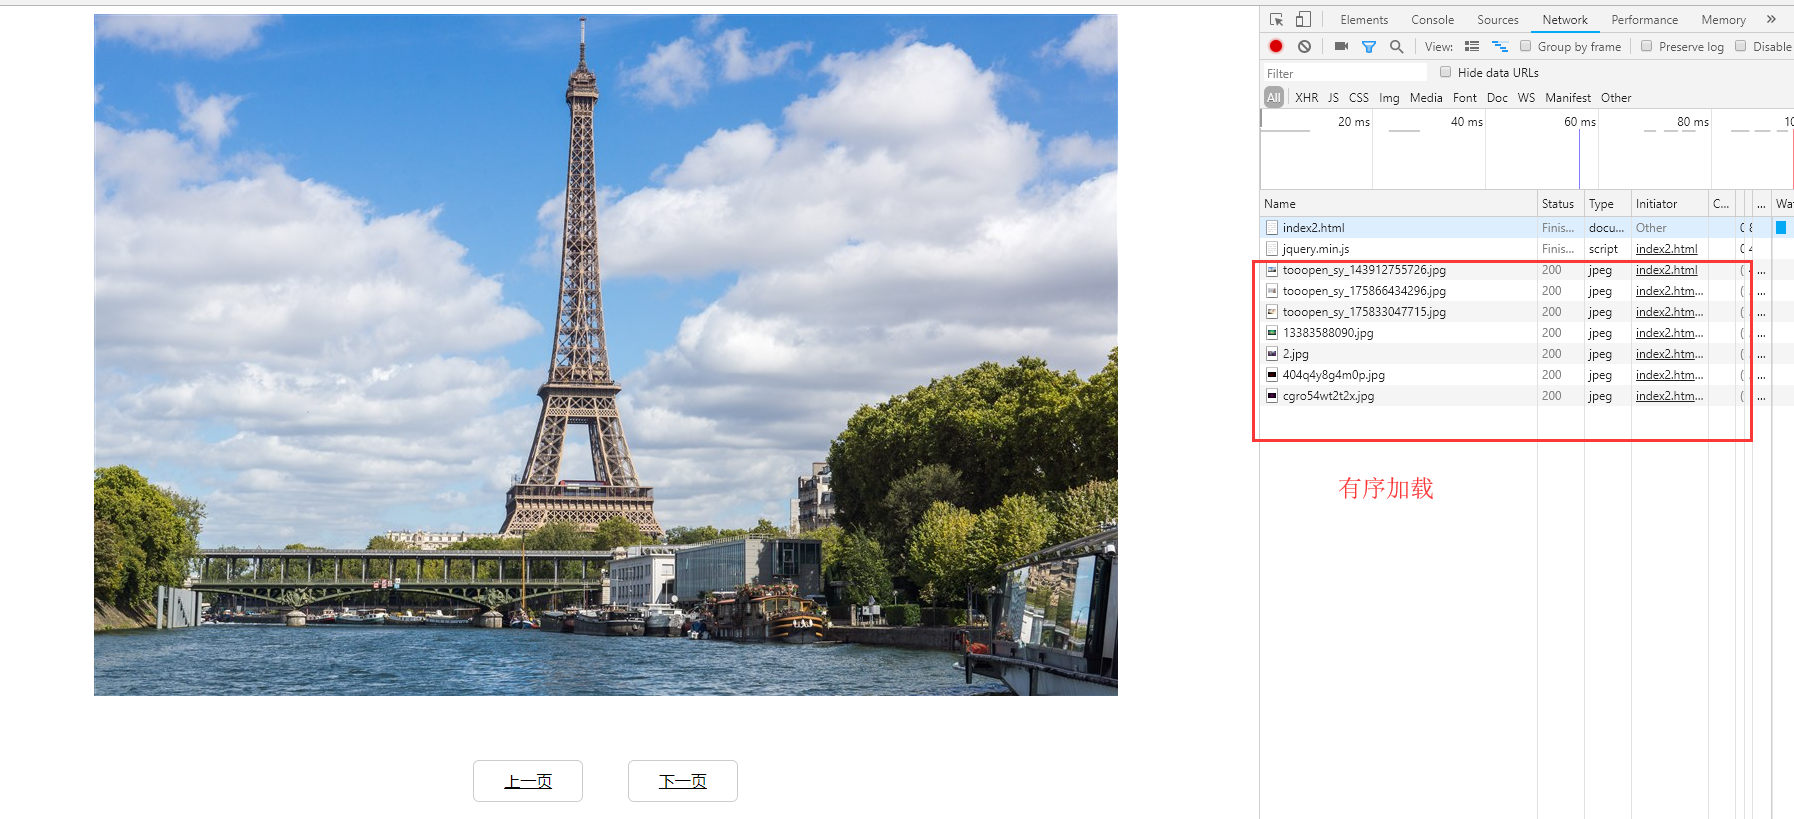 Elements Console Sources Network Performance Memory »
View: Group by frame Preserve log Disable
Filter Hide data URLs
All XHR JS CSS Img Media Font Doc WS Manifest Other
20 ms 40 ms 60 ms 80 ms 10
Name Status Type Initiator C... ... Wa
index2.html Finis... docu... Other
jquery.min.js Finis... script index2.html
tooopen_sy_143912755726.jpg 200 jpeg index2.html ...
tooopen_sy_175866434296.jpg 200 jpeg index2.htm... ...
tooopen_sy_175833047715.jpg 200 jpeg index2.htm... ...
13383588090.jpg 200 jpeg index2.htm... ...
2.jpg 200 jpeg index2.htm... ...
404q4y8g4m0p.jpg 200 jpeg index2.htm... ...
cgro54wt2t2x.jpg 200 jpeg index2.htm... ...
有序加载
上一页 下一页